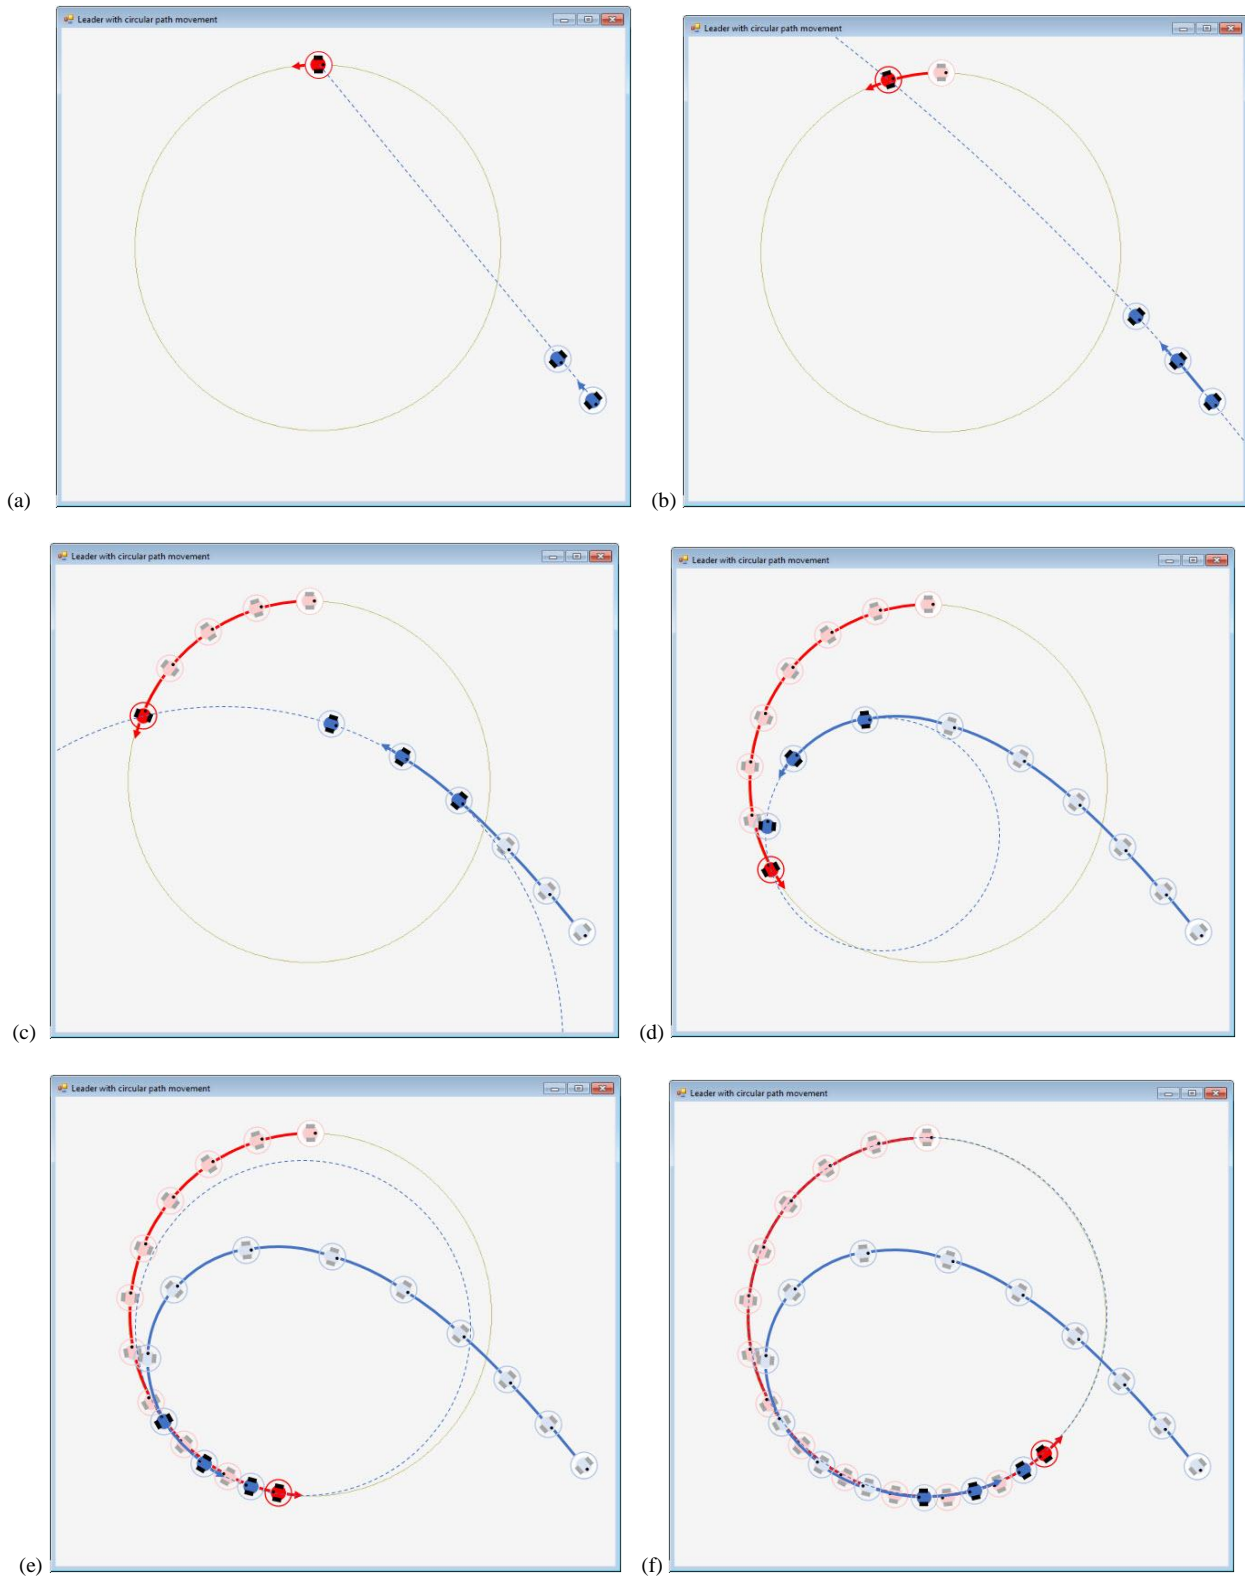 Leader with circular path movement
Leader with circular path movement
(a)
(b)
Leader with circular path movement
Leader with circular path movement
(c)
(d)
Leader with circular path movement
Leader with circular path movement
(e)
(f)